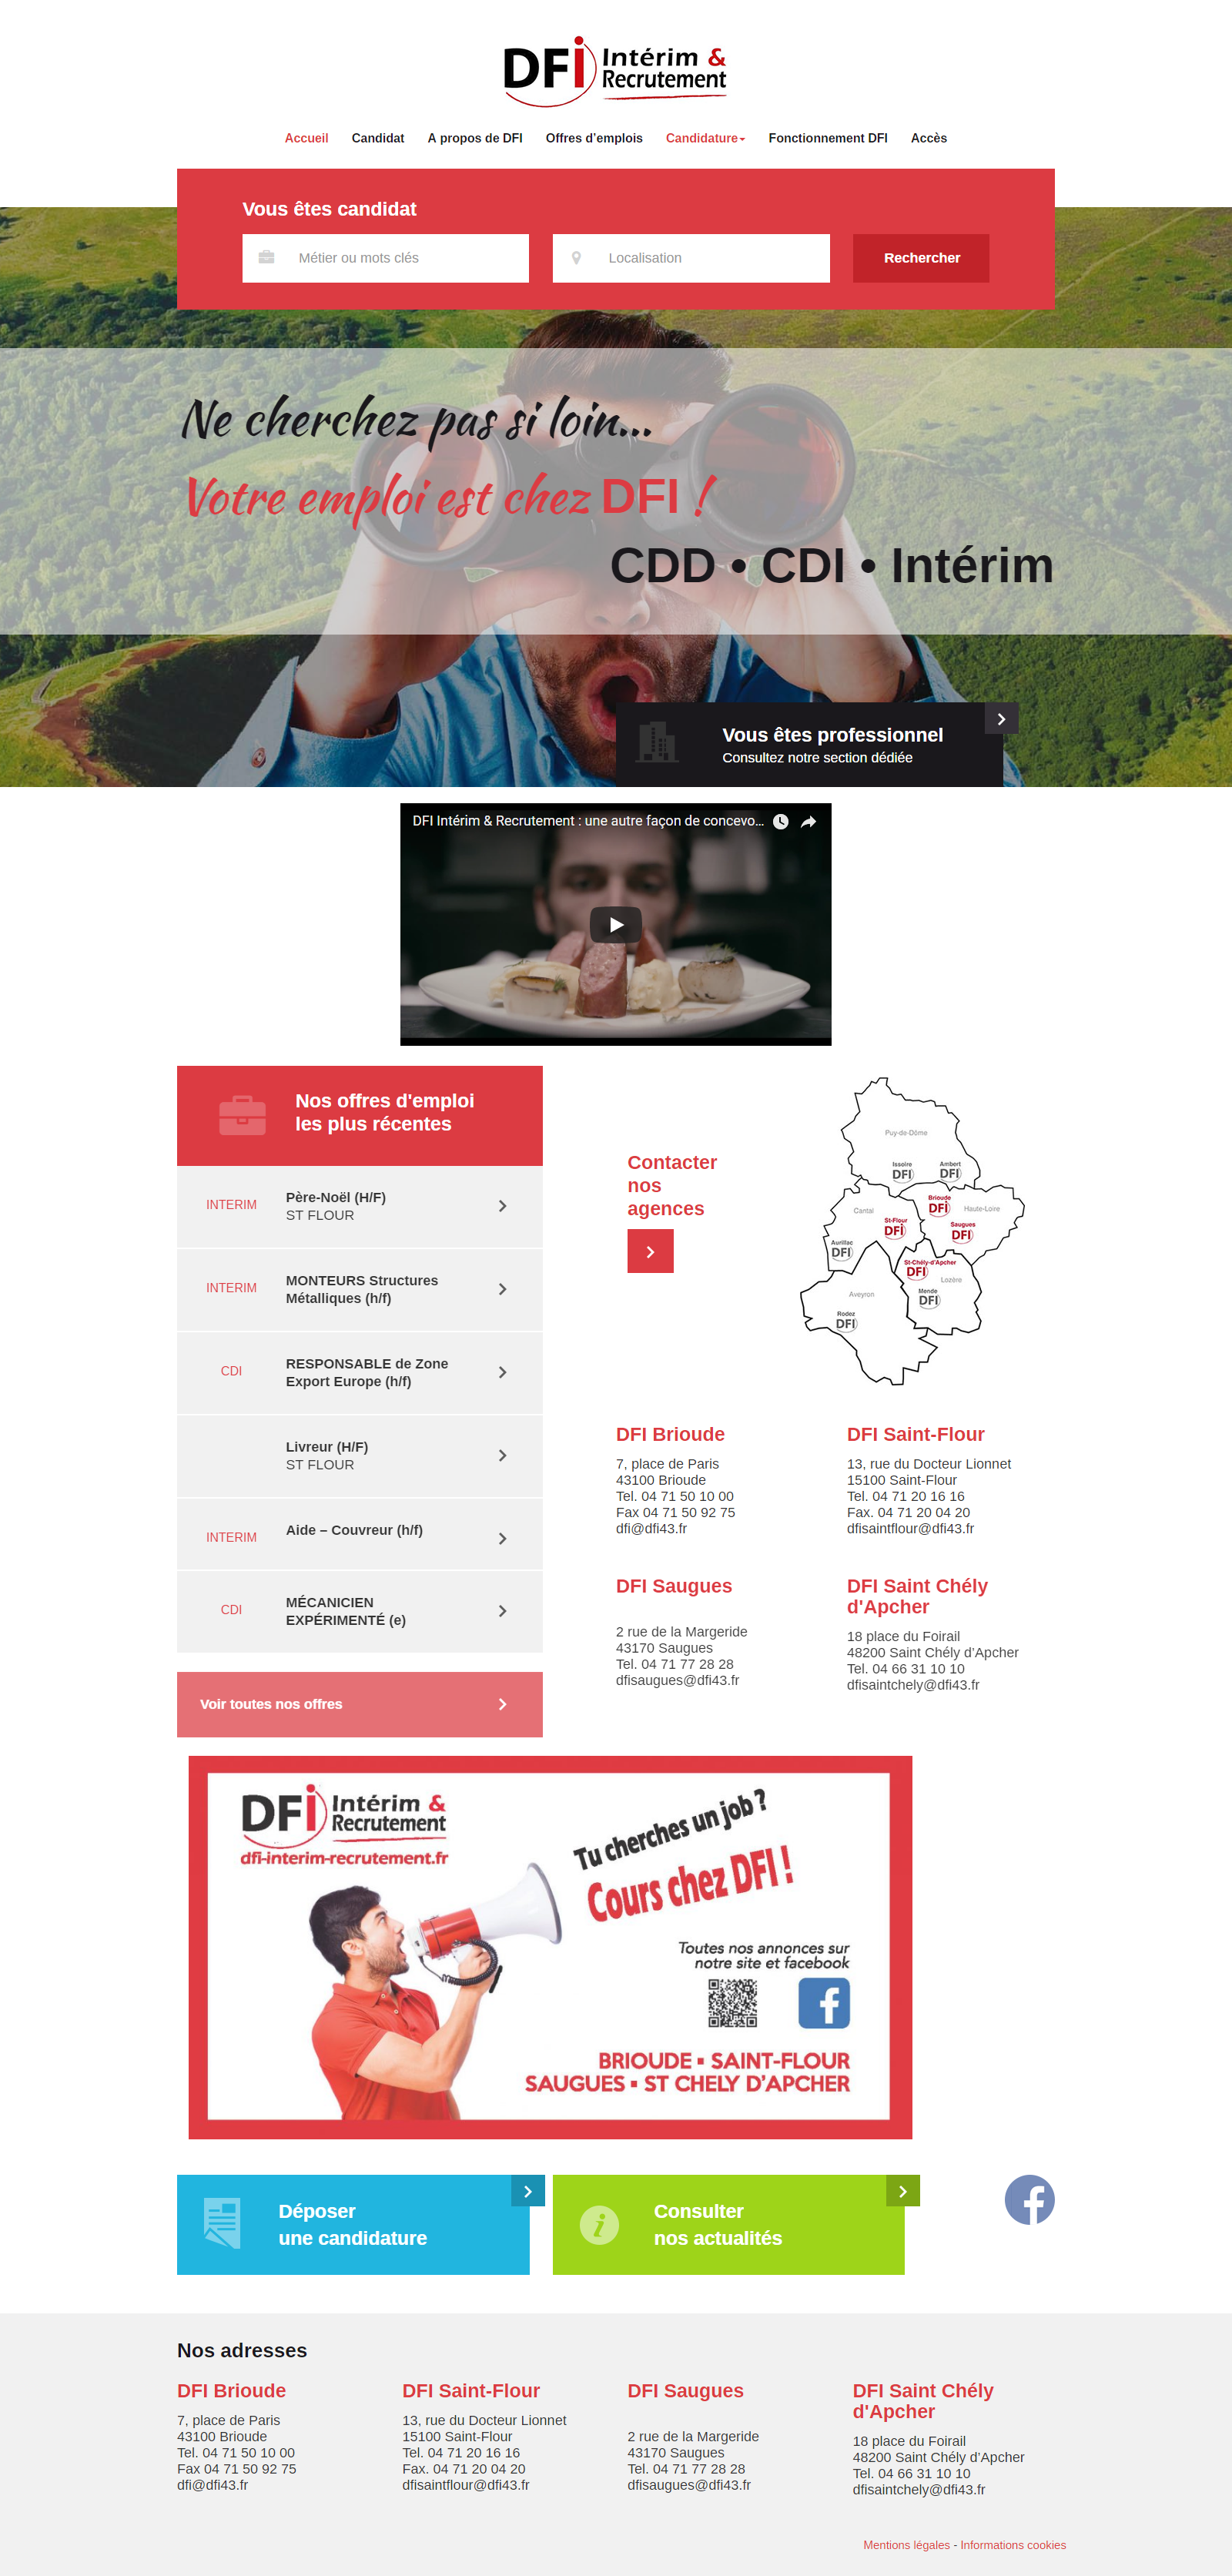 DFi Intérim &
Recrutement
Accueil Candidat A propos de DFI Offres d'emplois Candidature Fonctionnement DFI Accès
Vous êtes candidat
Métier ou mots clés Localisation Rechercher
Ne cherchez pas si loin...
Votre emploi est chez DFI !
CDD • CDI • Intérim
Vous êtes professionnel
Consultez notre section dédiée
DFI Intérim & Recrutement : une autre façon de concevo...
Nos offres d'emploi
les plus récentes
INTERIM
Père-Noël (H/F)
ST FLOUR
INTERIM
MONTEURS Structures
Métalliques (h/f)
CDI
RESPONSABLE de Zone
Export Europe (h/f)
Livreur (H/F)
ST FLOUR
INTERIM
Aide – Couvreur (h/f)
CDI
MÉCANICIEN
EXPÉRIMENTÉ (e)
Voir toutes nos offres
Contacter
nos
agences
Puy-de-Dôme
Issoire
DFi
Ambert
DFi
Brioude
DFi
Cantal
Haute-Loire
St-Flour
DFi
Saugues
DFi
Aurillac
DFi
St-Chély-d'Apcher
DFi
Lozère
Mende
DFi
Aveyron
Rodez
DFi
DFI Brioude
7, place de Paris
43100 Brioude
Tel. 04 71 50 10 00
Fax 04 71 50 92 75
dfi@dfi43.fr
DFI Saint-Flour
13, rue du Docteur Lionnet
15100 Saint-Flour
Tel. 04 71 20 16 16
Fax. 04 71 20 04 20
dfisaintflour@dfi43.fr
DFI Saugues
2 rue de la Margeride
43170 Saugues
Tel. 04 71 77 28 28
dfisaugues@dfi43.fr
DFI Saint Chély
d'Apcher
18 place du Foirail
48200 Saint Chély d'Apcher
Tel. 04 66 31 10 10
dfisaintchely@dfi43.fr
DFi Intérim &
Recrutement
dfi-interim-recrutement.fr
Tu cherches un job ?
Cours chez DFI !
Toutes nos annonces sur
notre site et facebook
BRIOUDE ▪ SAINT-FLOUR
SAUGUES ▪ ST CHELY D'APCHER
Déposer
une candidature
Consulter
nos actualités
Nos adresses
DFI Brioude
7, place de Paris
43100 Brioude
Tel. 04 71 50 10 00
Fax 04 71 50 92 75
dfi@dfi43.fr
DFI Saint-Flour
13, rue du Docteur Lionnet
15100 Saint-Flour
Tel. 04 71 20 16 16
Fax. 04 71 20 04 20
dfisaintflour@dfi43.fr
DFI Saugues
2 rue de la Margeride
43170 Saugues
Tel. 04 71 77 28 28
dfisaugues@dfi43.fr
DFI Saint Chély
d'Apcher
18 place du Foirail
48200 Saint Chély d'Apcher
Tel. 04 66 31 10 10
dfisaintchely@dfi43.fr
Mentions légales - Informations cookies